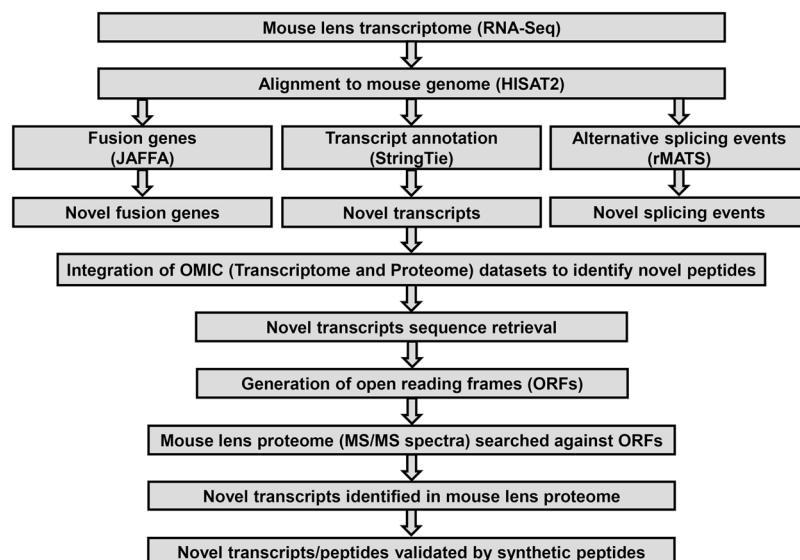 Mouse lens transcriptome (RNA-Seq)
Alignment to mouse genome (HISAT2)
Fusion genes
(JAFFA)
Transcript annotation
(StringTie)
Alternative splicing events
(rMATS)
Novel fusion genes
Novel transcripts
Novel splicing events
Integration of OMIC (Transcriptome and Proteome) datasets to identify novel peptides
Novel transcripts sequence retrieval
Generation of open reading frames (ORFs)
Mouse lens proteome (MS/MS spectra) searched against ORFs
Novel transcripts identified in mouse lens proteome
Novel transcripts/peptides validated by synthetic peptides